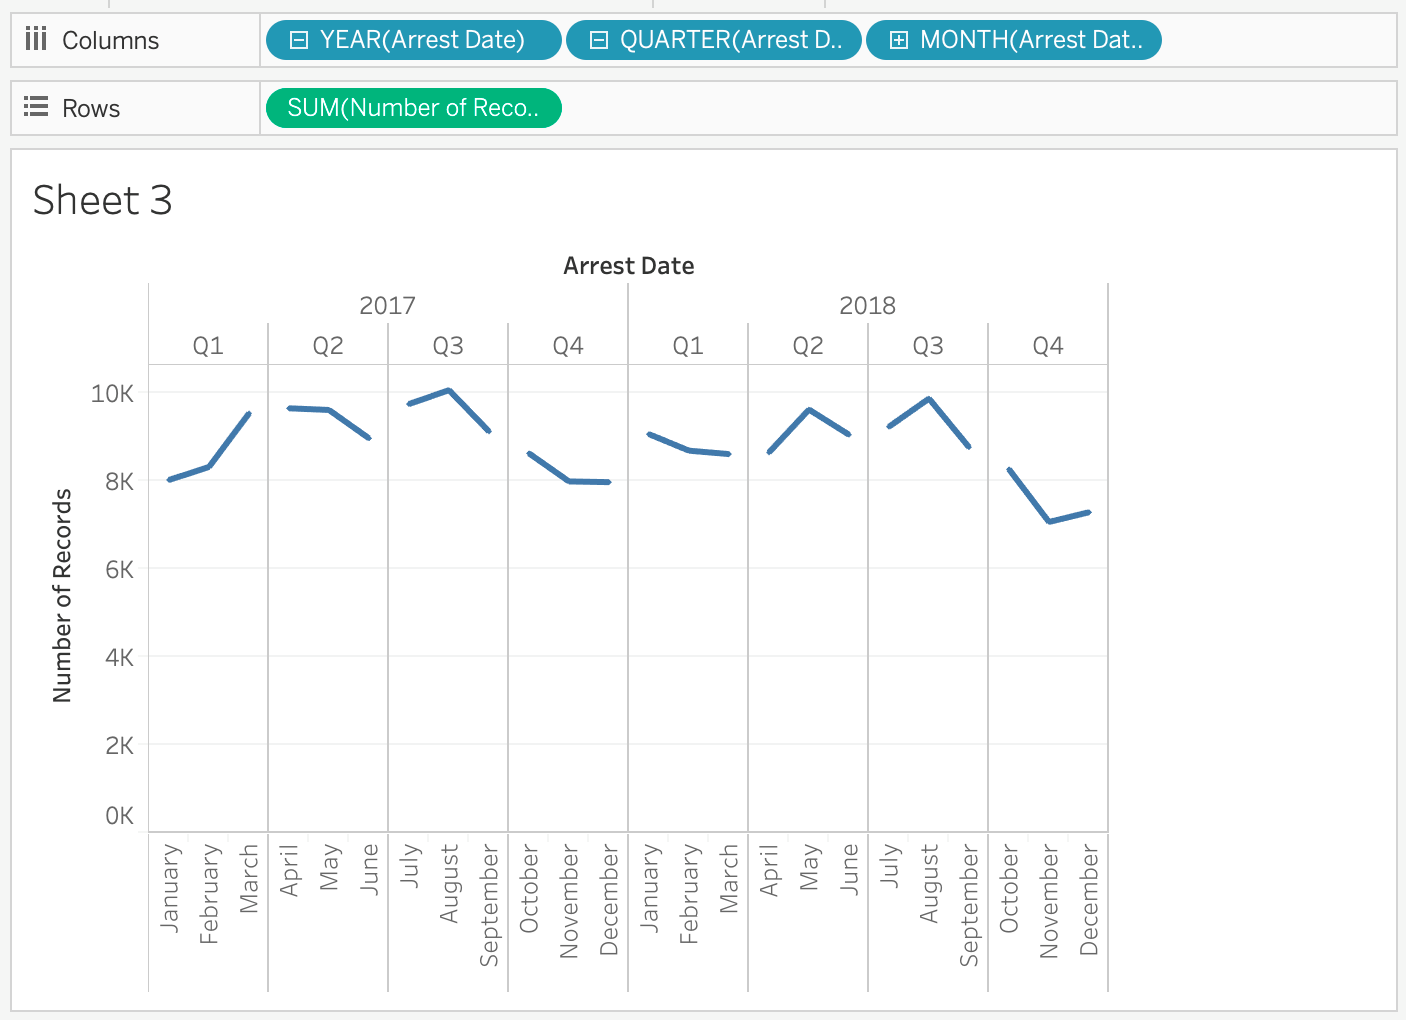 Columns
YEAR(Arrest Date)
QUARTER(Arrest D..
MONTH(Arrest Dat..
Rows
SUM(Number of Reco..
Sheet 3
Arrest Date
2017
2018
Q1
Q2
Q3
Q4
Q1
Q2
Q3
Q4
10K
8K
6K
4K
2K
0K
Number of Records
January
February
March
April
May
June
July
August
September
October
November
December
January
February
March
April
May
June
July
August
September
October
November
December